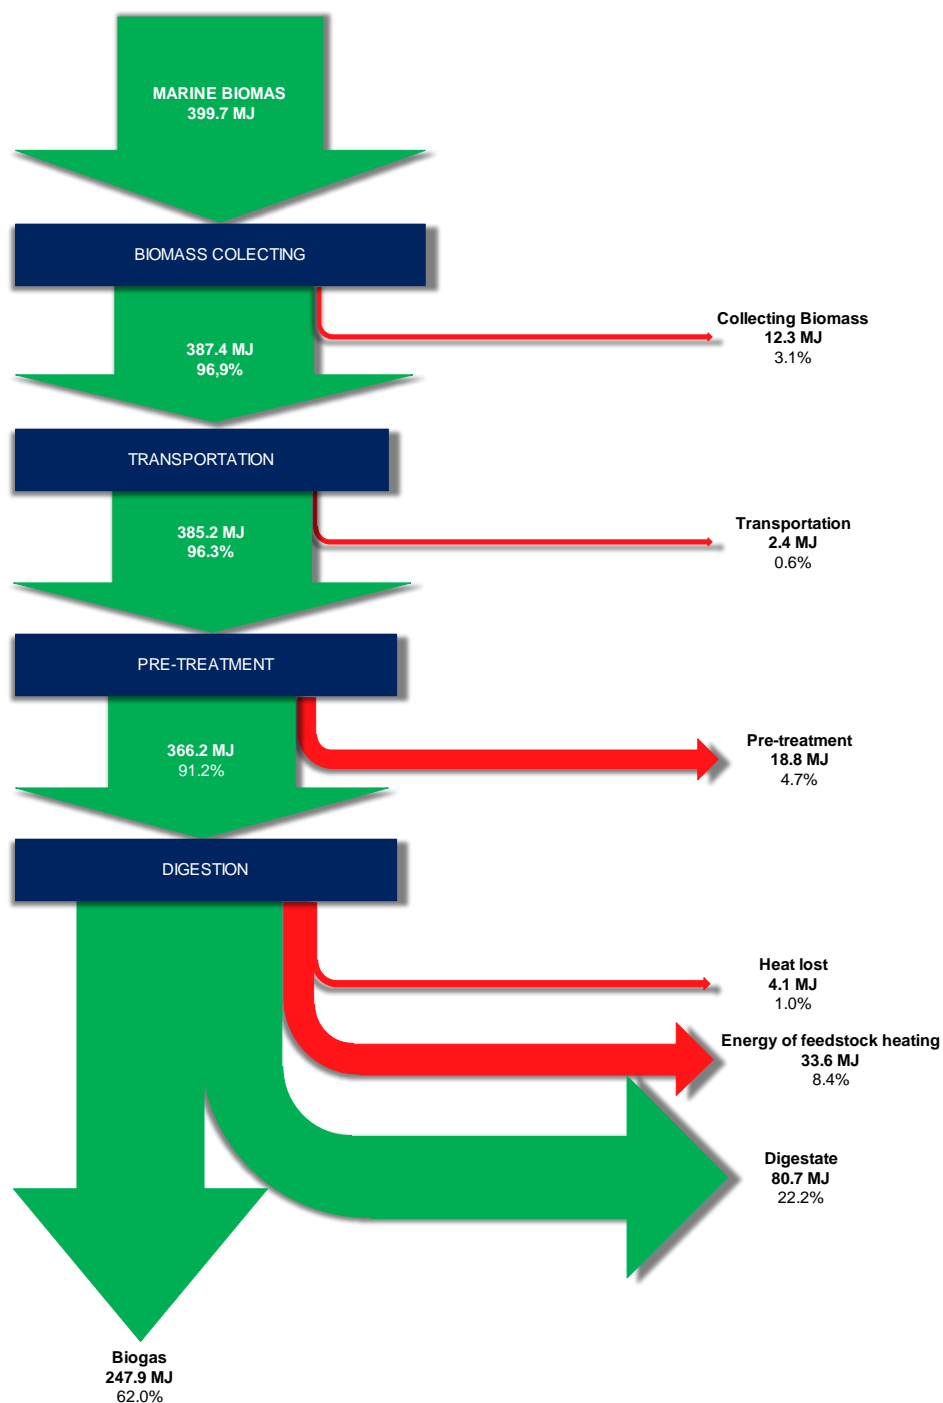 MARINE BIOMAS
399.7 MJ
BIOMASS COLECTING
Collecting Biomass
12.3 MJ
3.1%
387.4 MJ
96,9%
TRANSPORTATION
Transportation
2.4 MJ
0.6%
385.2 MJ
96.3%
PRE-TREATMENT
Pre-treatment
18.8 MJ
4.7%
366.2 MJ
91.2%
DIGESTION
Heat lost
4.1 MJ
1.0%
Energy of feedstock heating
33.6 MJ
8.4%
Digestate
80.7 MJ
22.2%
Biogas
247.9 MJ
62.0%